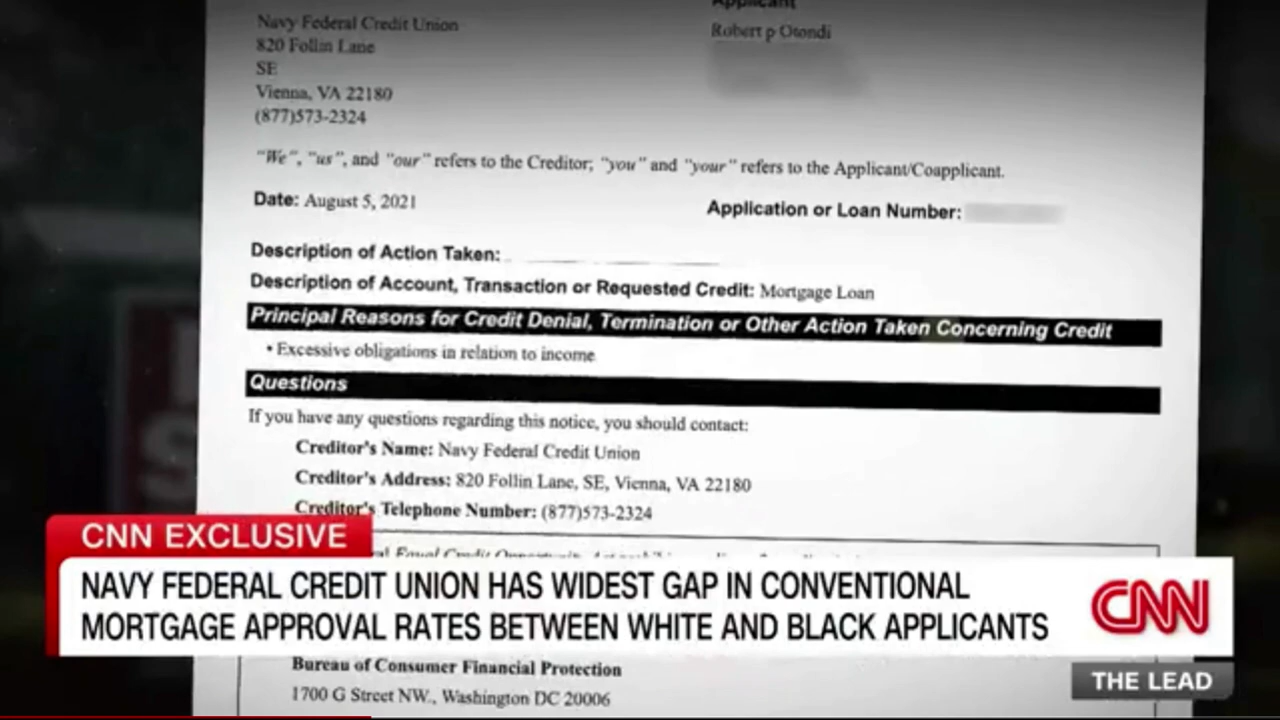 Applicant
Navy Federal Credit Union
Robert p Otondi
820 Follin Lane
SE
Vienna, VA 22180
(877)573-2324
"We", "us", and "our" refers to the Creditor; "you" and "your" refers to the Applicant/Coapplicant.
Date: August 5, 2021
Application or Loan Number:
Description of Action Taken:
Description of Account, Transaction or Requested Credit: Mortgage Loan
Principal Reasons for Credit Denial, Termination or Other Action Taken Concerning Credit
• Excessive obligations in relation to income
Questions
If you have any questions regarding this notice, you should contact:
Creditor's Name: Navy Federal Credit Union
Creditor's Address: 820 Follin Lane, SE, Vienna, VA 22180
Creditor's Telephone Number: (877)573-2324
CNN EXCLUSIVE
Equal Credit
NAVY FEDERAL CREDIT UNION HAS WIDEST GAP IN CONVENTIONAL
MORTGAGE APPROVAL RATES BETWEEN WHITE AND BLACK APPLICANTS
CNN
Bureau of Consumer Financial Protection
1700 G Street NW., Washington DC 20006
THE LEAD